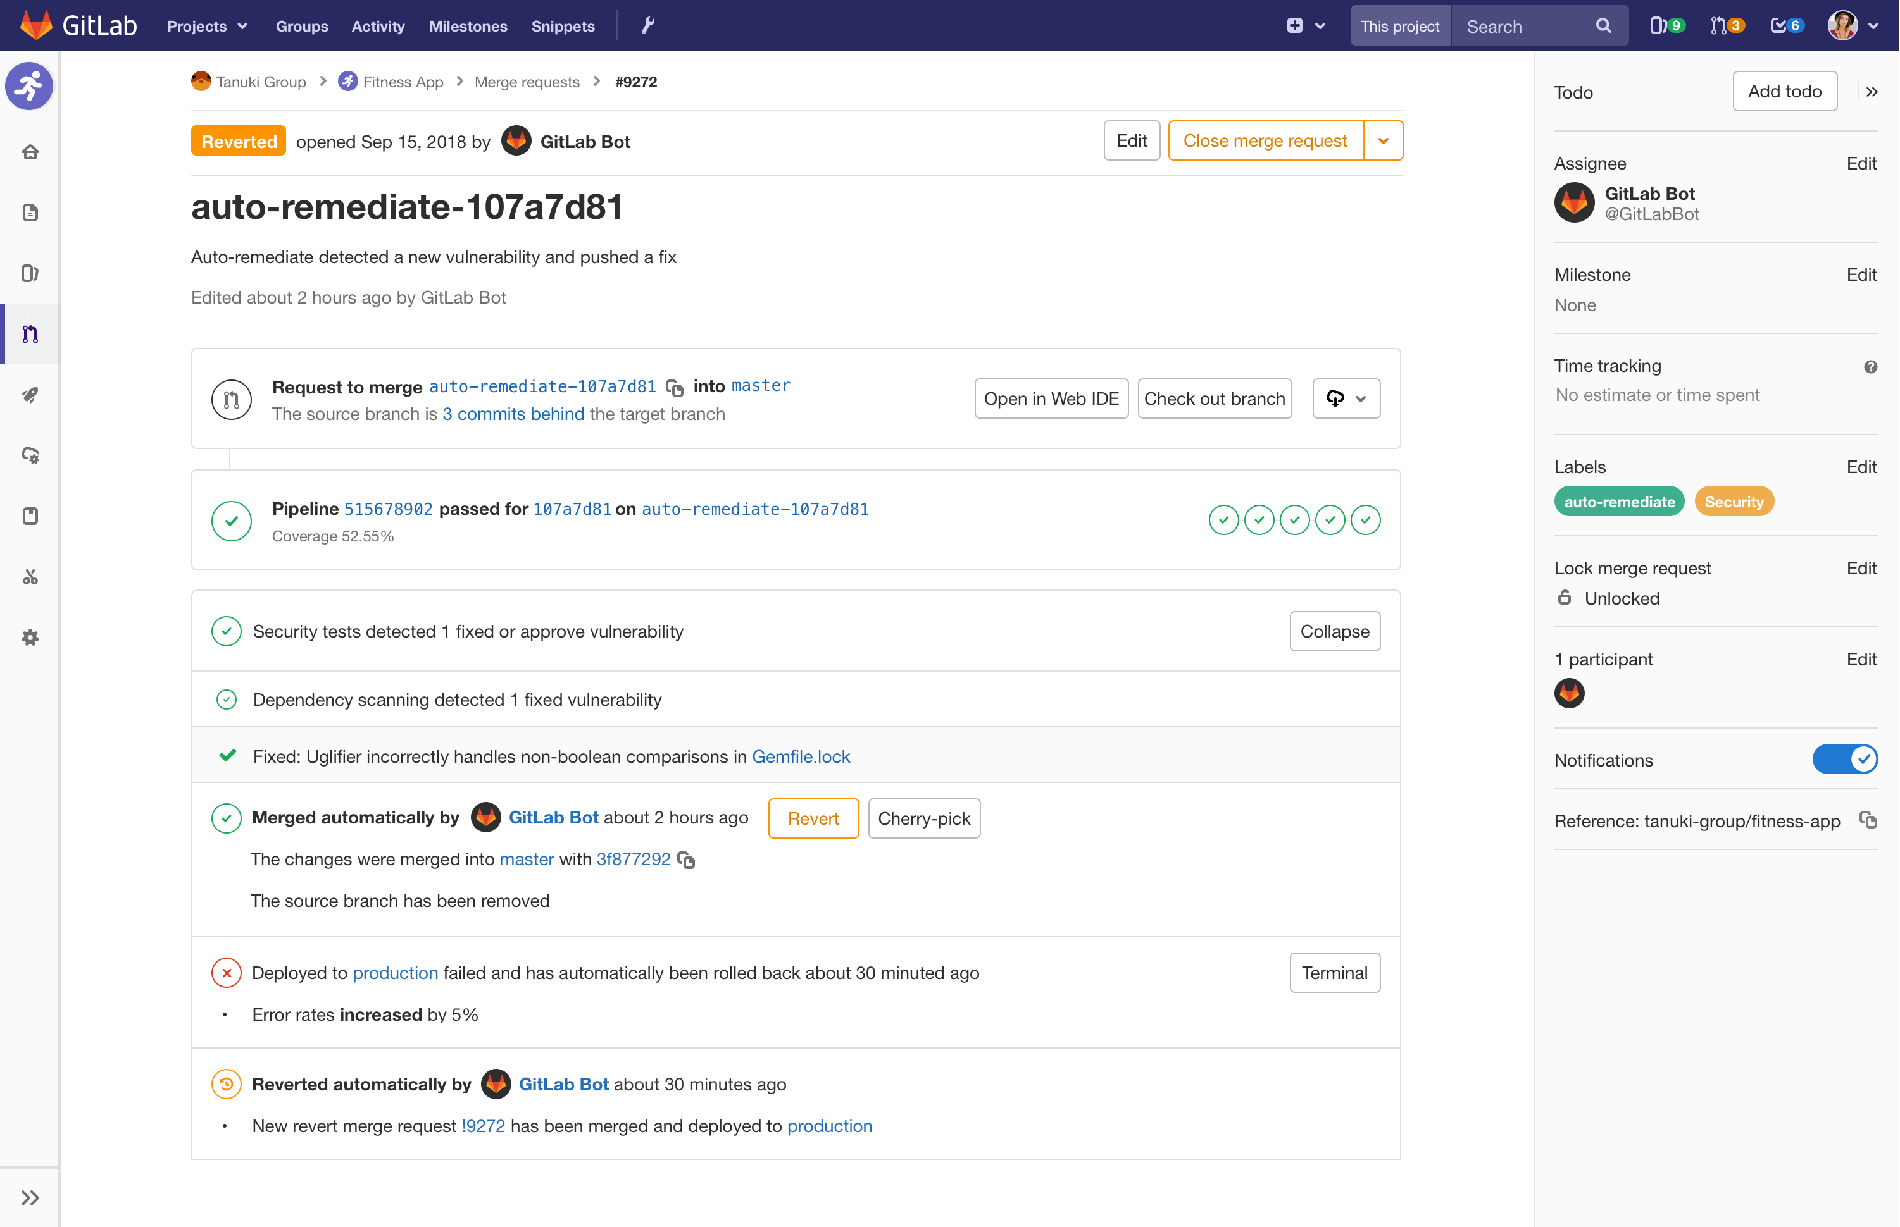 GitLab Projects Groups Activity Milestones Snippets This project Search 9 3 6
Tanuki Group Fitness App Merge requests #9272
Reverted opened Sep 15, 2018 by GitLab Bot Edit Close merge request
auto-remediate-107a7d81
Auto-remediate detected a new vulnerability and pushed a fix
Edited about 2 hours ago by GitLab Bot
Request to merge auto-remediate-107a7d81 into master
The source branch is 3 commits behind the target branch
Open in Web IDE Check out branch
Pipeline 515678902 passed for 107a7d81 on auto-remediate-107a7d81
Coverage 52.55%
Security tests detected 1 fixed or approve vulnerability Collapse
Dependency scanning detected 1 fixed vulnerability
Fixed: Uglifier incorrectly handles non-boolean comparisons in Gemfile.lock
Merged automatically by GitLab Bot about 2 hours ago Revert Cherry-pick
The changes were merged into master with 3f877292
The source branch has been removed
Deployed to production failed and has automatically been rolled back about 30 minuted ago Terminal
• Error rates increased by 5%
Reverted automatically by GitLab Bot about 30 minutes ago
• New revert merge request !9272 has been merged and deployed to production
Todo Add todo
Assignee Edit
GitLab Bot
@GitLabBot
Milestone Edit
None
Time tracking
No estimate or time spent
Labels Edit
auto-remediate Security
Lock merge request Edit
Unlocked
1 participant Edit
Notifications
Reference: tanuki-group/fitness-app